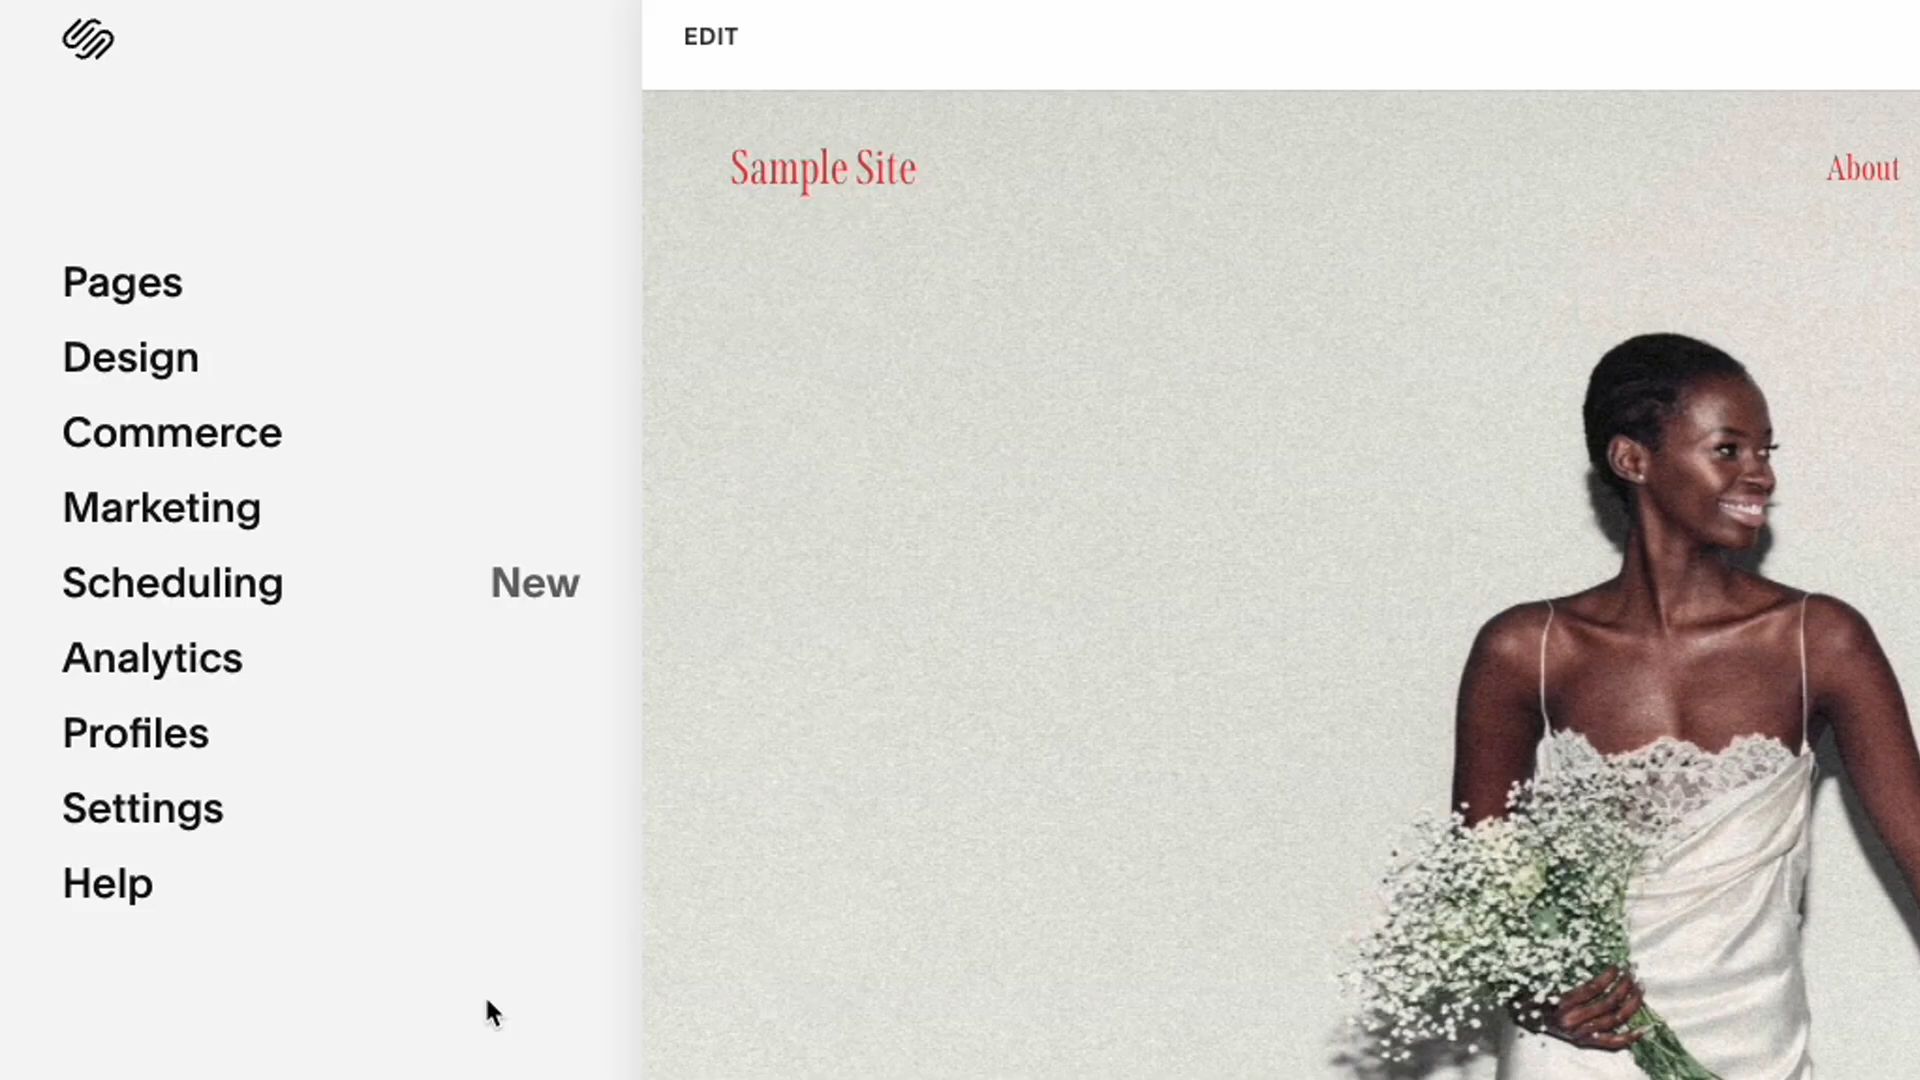 EDIT
Sample Site
About
Pages
Design
Commerce
Marketing
Scheduling New
Analytics
Profiles
Settings
Help